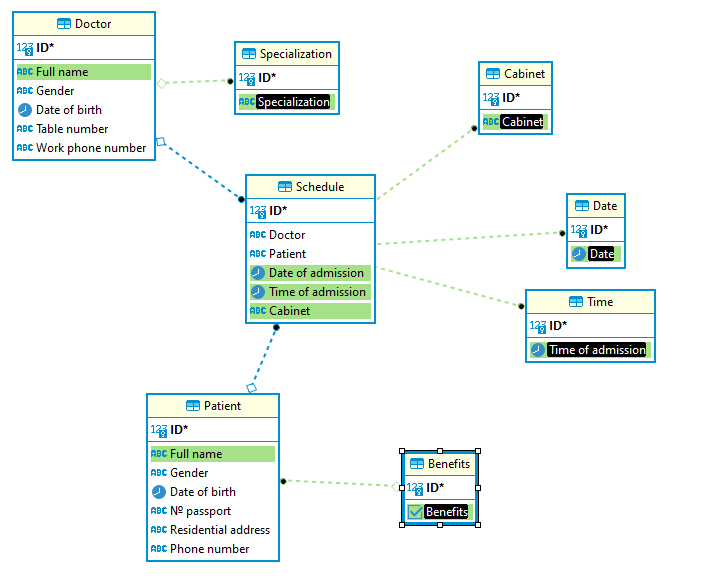 Doctor
123 ID*
ABC Full name
ABC Gender
Date of birth
ABC Table number
ABC Work phone number
Specialization
123 ID*
ABC Specialization
Cabinet
123 ID*
ABC Cabinet
Schedule
123 ID*
ABC Doctor
ABC Patient
Date of admission
Time of admission
ABC Cabinet
Date
123 ID*
Date
Time
123 ID*
Time of admission
Patient
123 ID*
ABC Full name
ABC Gender
Date of birth
ABC Nº passport
ABC Residential address
ABC Phone number
Benefits
123 ID*
Benefits